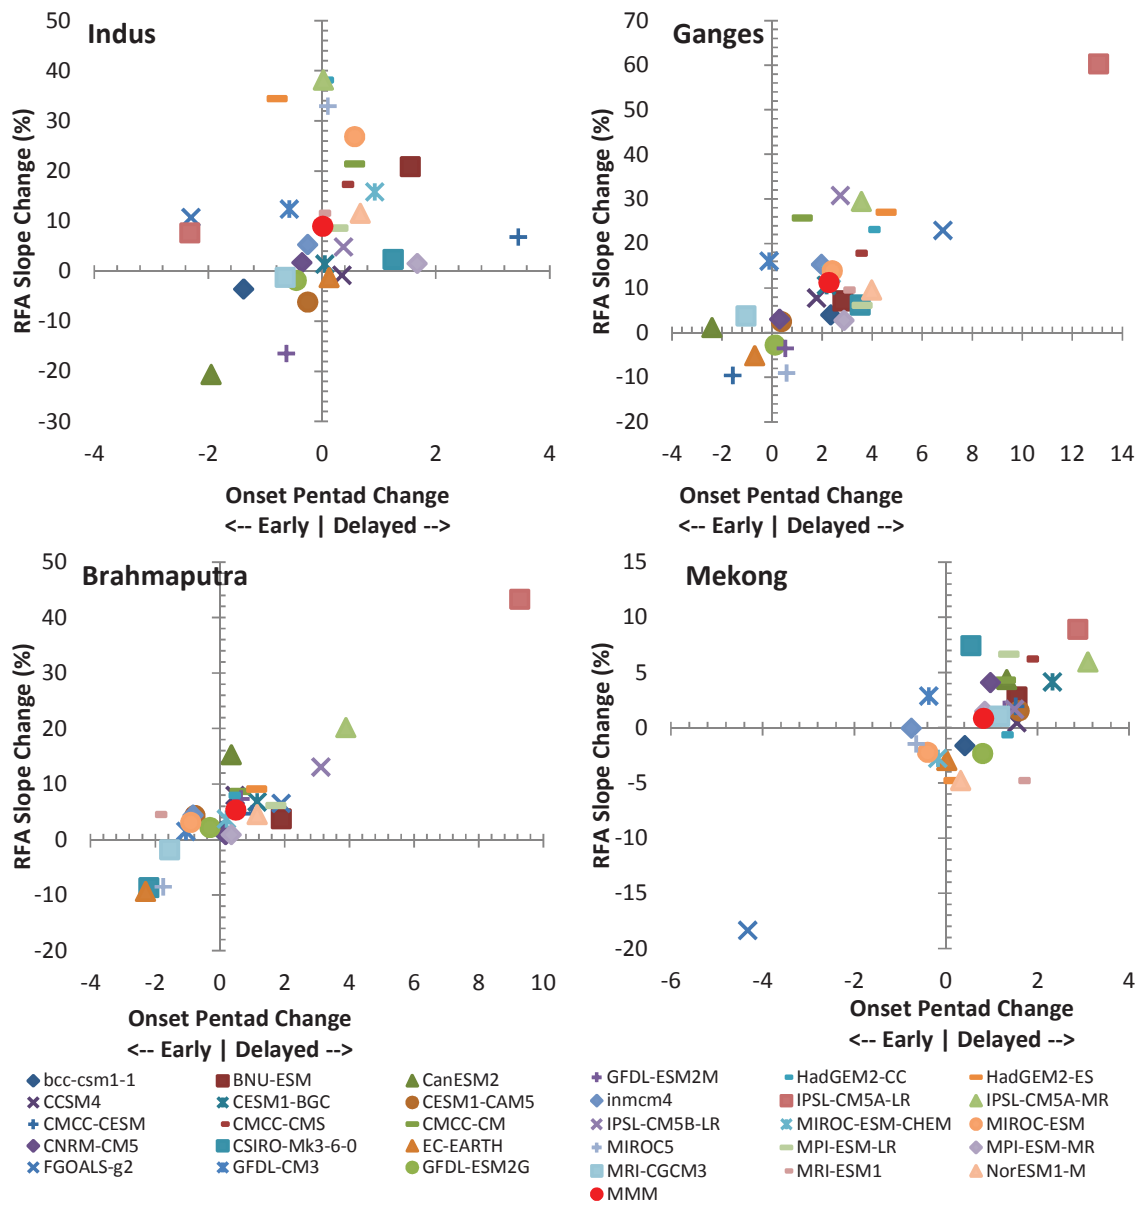 Indus
RFA Slope Change (%)
50
40
30
20
10
0
-10
-20
-30
-4 -2 0 2 4
Onset Pentad Change
<-- Early | Delayed -->
Ganges
RFA Slope Change (%)
70
60
50
40
30
20
10
0
-10
-20
-4 -2 0 2 4 6 8 10 12 14
Onset Pentad Change
<-- Early | Delayed -->
Brahmaputra
RFA Slope Change (%)
50
40
30
20
10
0
-10
-20
-4 -2 0 2 4 6 8 10
Onset Pentad Change
<-- Early | Delayed -->
Mekong
RFA Slope Change (%)
15
10
5
0
-5
-10
-15
-20
-6 -4 -2 0 2 4
Onset Pentad Change
<-- Early | Delayed -->
bcc-csm1-1 BNU-ESM CanESM2
CCSM4 CESM1-BGC CESM1-CAM5
CMCC-CESM CMCC-CMS CMCC-CM
CNRM-CM5 CSIRO-Mk3-6-0 EC-EARTH
FGOALS-g2 GFDL-CM3 GFDL-ESM2G
GFDL-ESM2M HadGEM2-CC HadGEM2-ES
inmcm4 IPSL-CM5A-LR IPSL-CM5A-MR
IPSL-CM5B-LR MIROC-ESM-CHEM MIROC-ESM
MIROC5 MPI-ESM-LR MPI-ESM-MR
MRI-CGCM3 MRI-ESM1 NorESM1-M
MMM